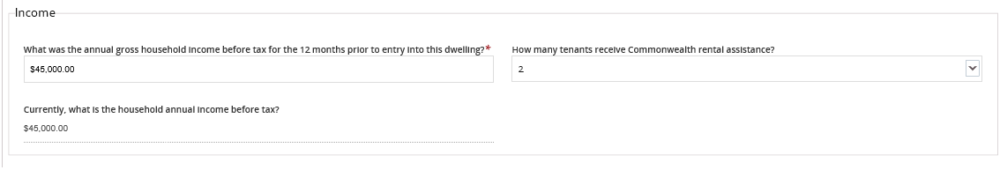 Income
What was the annual gross household income before tax for the 12 months prior to entry into this dwelling?*
$45,000.00
How many tenants receive Commonwealth rental assistance?
2
Currently, what is the household annual income before tax?
$45,000.00